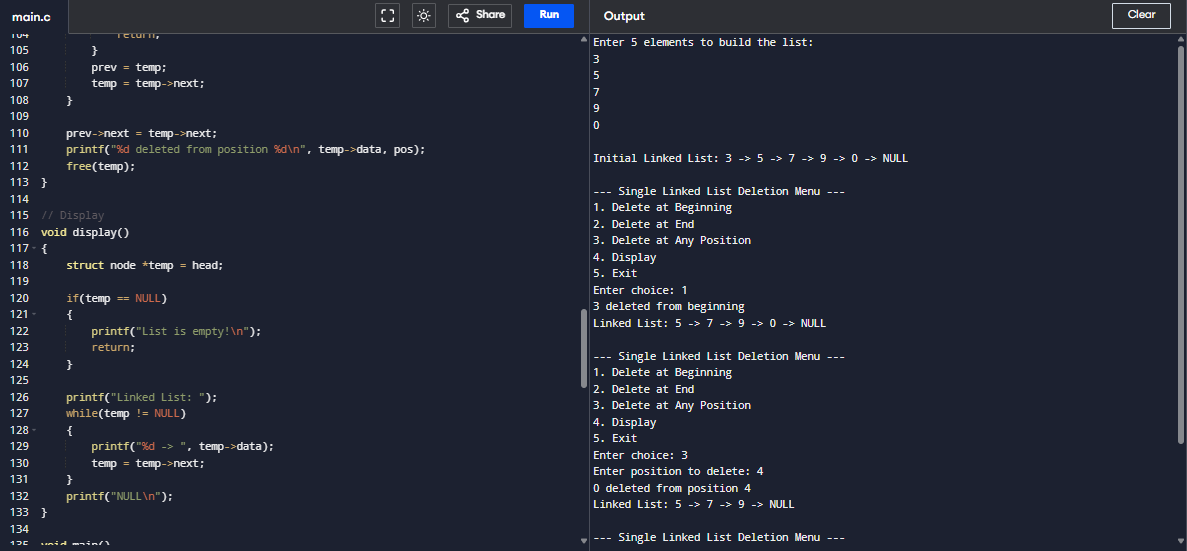 main.c
Share
Run
104 return;
105 }
106 prev = temp;
107 temp = temp->next;
108 }
109
110 prev->next = temp->next;
111 printf("%d deleted from position %d\n", temp->data, pos);
112 free(temp);
113 }
114
115 // Display
116 void display()
117 {
118 struct node *temp = head;
119
120 if(temp == NULL)
121 {
122 printf("List is empty!\n");
123 return;
124 }
125
126 printf("Linked List: ");
127 while(temp != NULL)
128 {
129 printf("%d -> ", temp->data);
130 temp = temp->next;
131 }
132 printf("NULL\n");
133 }
134
135 void main()
Output
Clear
Enter 5 elements to build the list:
3
5
7
9
0
Initial Linked List: 3 -> 5 -> 7 -> 9 -> 0 -> NULL
--- Single Linked List Deletion Menu ---
1. Delete at Beginning
2. Delete at End
3. Delete at Any Position
4. Display
5. Exit
Enter choice: 1
3 deleted from beginning
Linked List: 5 -> 7 -> 9 -> 0 -> NULL
--- Single Linked List Deletion Menu ---
1. Delete at Beginning
2. Delete at End
3. Delete at Any Position
4. Display
5. Exit
Enter choice: 3
Enter position to delete: 4
0 deleted from position 4
Linked List: 5 -> 7 -> 9 -> NULL
--- Single Linked List Deletion Menu ---